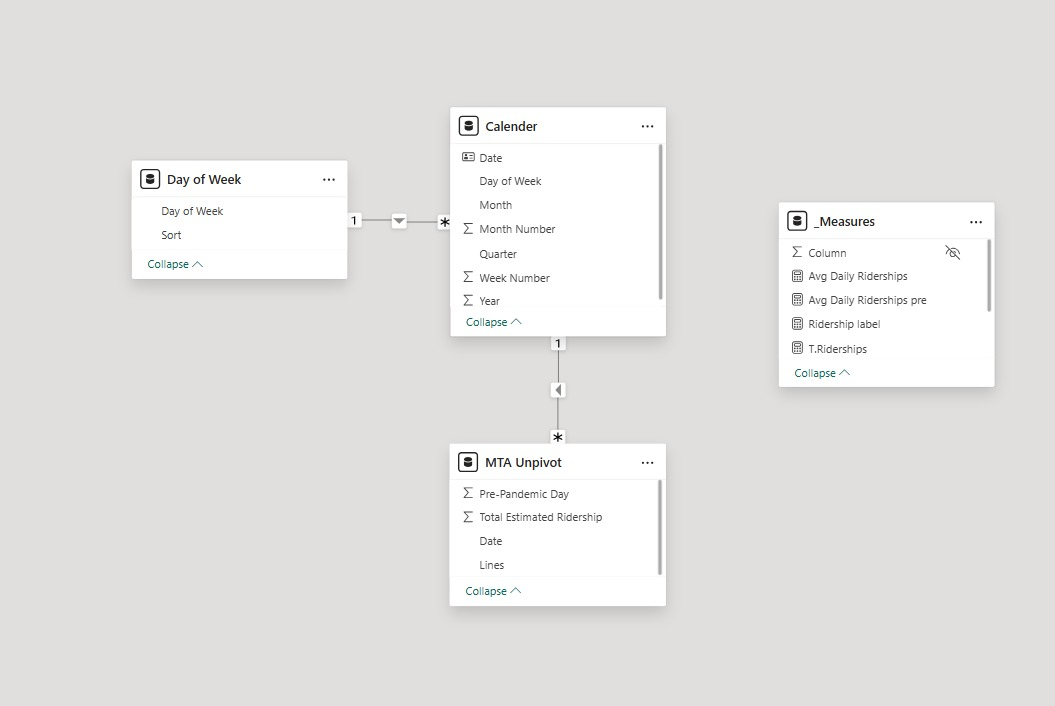 Day of Week
Day of Week
Sort
Collapse
1
*
Calender
Date
Day of Week
Month
Σ Month Number
Quarter
Σ Week Number
Σ Year
Collapse
1
*
MTA Unpivot
Σ Pre-Pandemic Day
Σ Total Estimated Ridership
Date
Lines
Collapse
_Measures
Σ Column
Avg Daily Riderships
Avg Daily Riderships pre
Ridership label
T.Riderships
Collapse